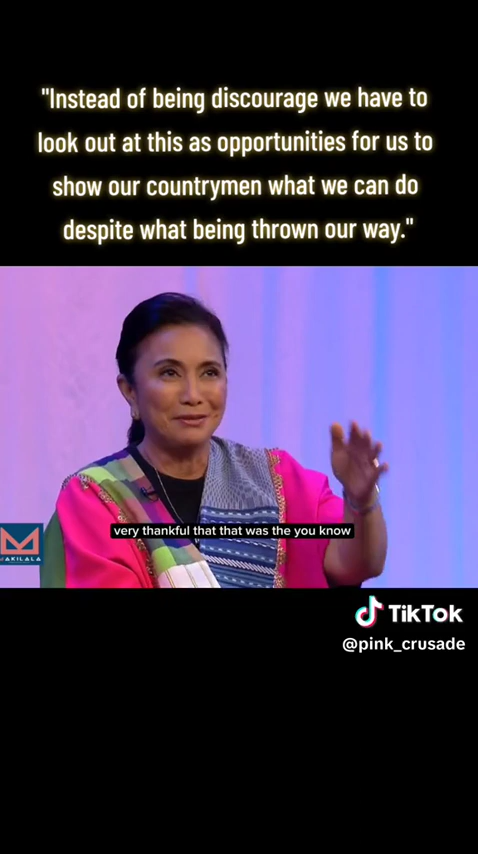 "Instead of being discourage we have to
look out at this as opportunities for us to
show our countrymen what we can do
despite what being thrown our way."
very thankful that that was the you know
AKILALA
TikTok
@pink_crusade